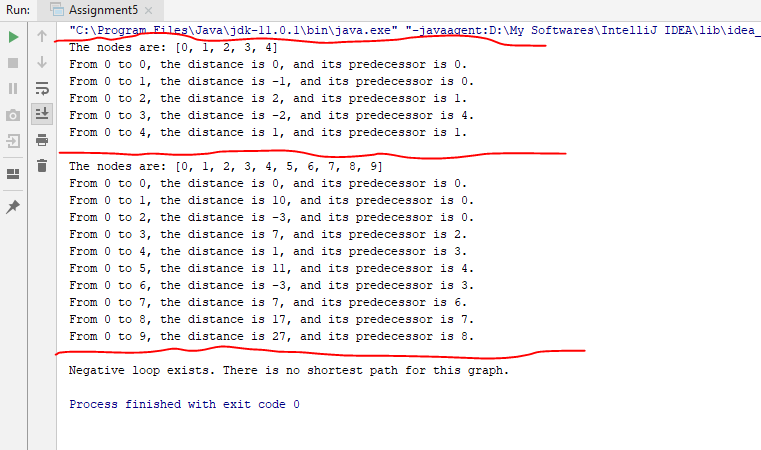 Run: Assignment5
"C:\Program Files\Java\jdk-11.0.1\bin\java.exe" "-javaagent:D:\My Softwares\IntelliJ IDEA\lib\idea_
The nodes are: [0, 1, 2, 3, 4]
From 0 to 0, the distance is 0, and its predecessor is 0.
From 0 to 1, the distance is -1, and its predecessor is 0.
From 0 to 2, the distance is 2, and its predecessor is 1.
From 0 to 3, the distance is -2, and its predecessor is 4.
From 0 to 4, the distance is 1, and its predecessor is 1.
The nodes are: [0, 1, 2, 3, 4, 5, 6, 7, 8, 9]
From 0 to 0, the distance is 0, and its predecessor is 0.
From 0 to 1, the distance is 10, and its predecessor is 0.
From 0 to 2, the distance is -3, and its predecessor is 0.
From 0 to 3, the distance is 7, and its predecessor is 2.
From 0 to 4, the distance is 1, and its predecessor is 3.
From 0 to 5, the distance is 11, and its predecessor is 4.
From 0 to 6, the distance is -3, and its predecessor is 3.
From 0 to 7, the distance is 7, and its predecessor is 6.
From 0 to 8, the distance is 17, and its predecessor is 7.
From 0 to 9, the distance is 27, and its predecessor is 8.
Negative loop exists. There is no shortest path for this graph.
Process finished with exit code 0